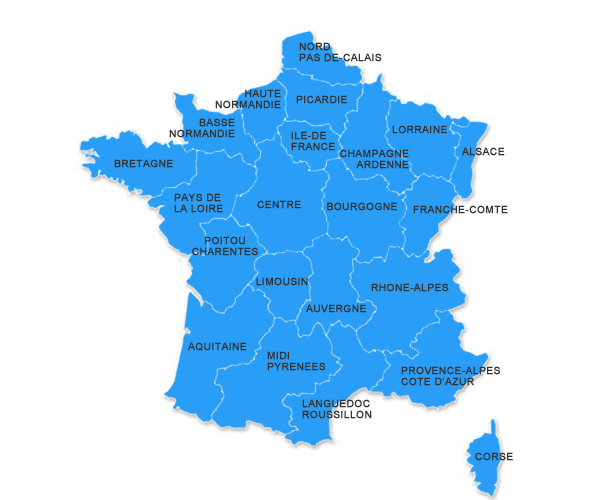 NORD
PAS DE-CALAIS
HAUTE
NORMANDIE
PICARDIE
BASSE
NORMANDIE
ILE-DE
FRANCE
LORRAINE
CHAMPAGNE
ARDENNE
ALSACE
BRETAGNE
PAYS DE
LA LOIRE
CENTRE
BOURGOGNE
FRANCHE-COMTE
POITOU
CHARENTES
LIMOUSIN
AUVERGNE
RHONE-ALPES
AQUITAINE
MIDI
PYRENEES
PROVENCE-ALPES
COTE D'AZUR
LANGUEDOC
ROUSSILLON
CORSE